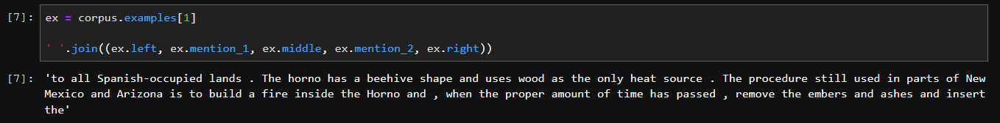 [7]: ex = corpus.examples[1]
' '.join((ex.left, ex.mention_1, ex.middle, ex.mention_2, ex.right))
[7]: 'to all Spanish-occupied lands . The horno has a beehive shape and uses wood as the only heat source . The procedure still used in parts of New
Mexico and Arizona is to build a fire inside the Horno and , when the proper amount of time has passed , remove the embers and ashes and insert
the'